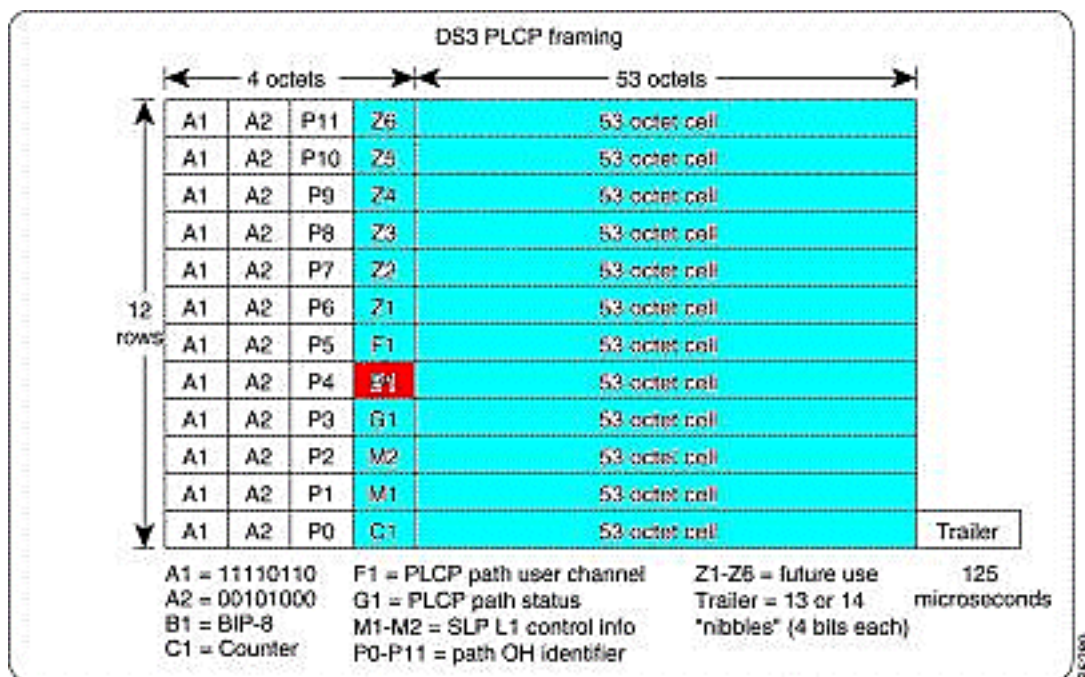 DS3 PLCP framing
4 octets 53 octets
A1 A2 P11 Z6 53 octet cell
A1 A2 P10 Z5 53 octet cell
A1 A2 P9 Z4 53 octet cell
A1 A2 P8 Z3 53 octet cell
A1 A2 P7 Z2 53 octet cell
12 rows
A1 A2 P6 Z1 53 octet cell
A1 A2 P5 F1 53 octet cell
A1 A2 P4 B1 53 octet cell
A1 A2 P3 G1 53 octet cell
A1 A2 P2 M2 53 octet cell
A1 A2 P1 M1 53 octet cell
A1 A2 P0 C1 53 octet cell Trailer
A1 = 11110110
A2 = 00101000
B1 = BIP-8
C1 = Counter
F1 = PLCP path user channel
G1 = PLCP path status
M1-M2 = SLP L1 control info
P0-P11 = path OH identifier
Z1-Z6 = future use
Trailer = 13 or 14
"nibbles" (4 bits each)
125
microseconds